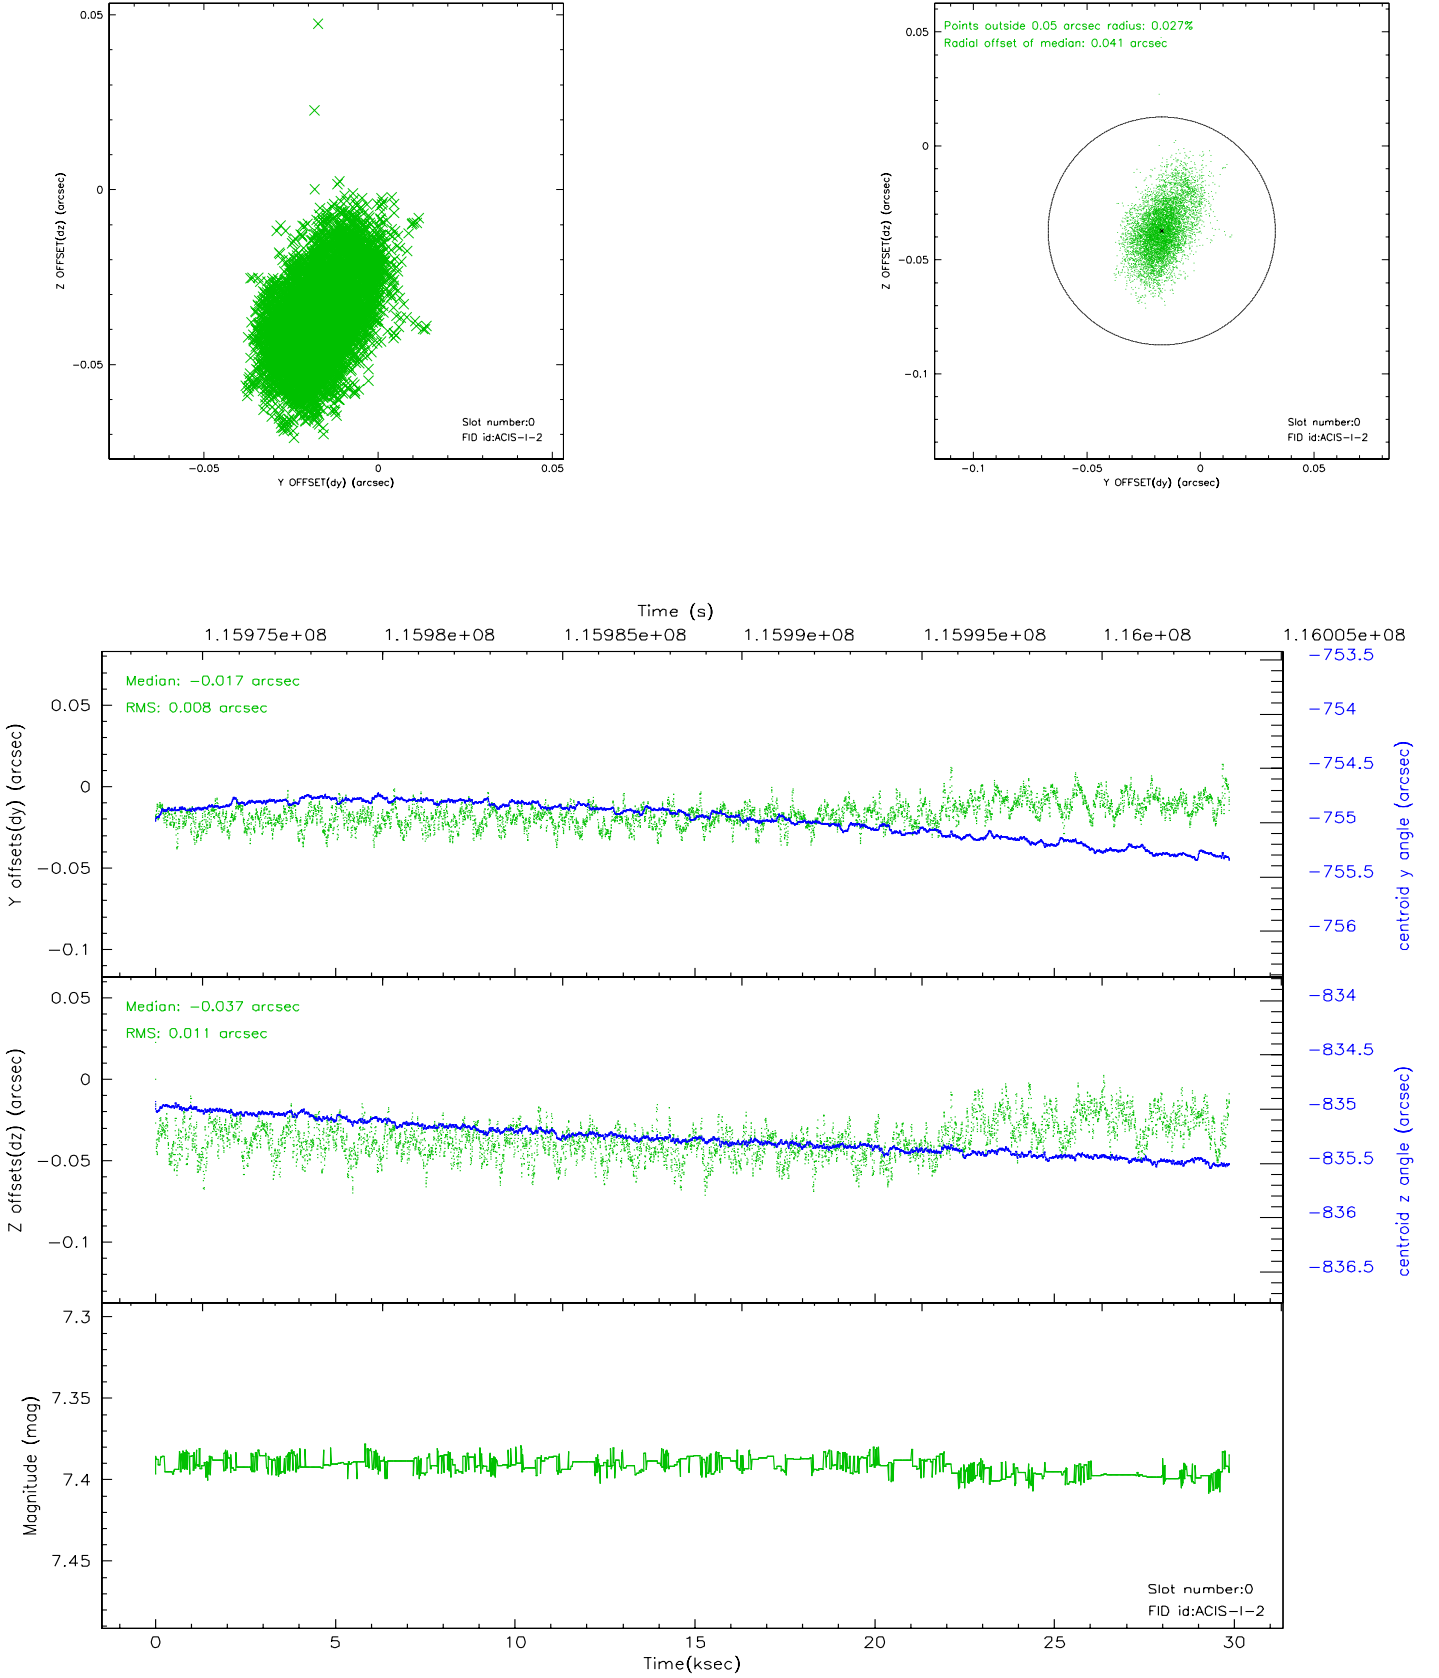 0.05
0
−0.05
Z OFFSET(dz) (arcsec)
Slot number:0
FID id:ACIS−I−2
−0.05
0
0.05
Y OFFSET(dy) (arcsec)
Points outside 0.05 arcsec radius: 0.027%
Radial offset of median: 0.041 arcsec
0.05
0
−0.05
−0.1
Z OFFSET(dz) (arcsec)
Slot number:0
FID id:ACIS−I−2
−0.1
−0.05
0
0.05
Y OFFSET(dy) (arcsec)
Time (s)
1.15975e+08
1.1598e+08
1.15985e+08
1.1599e+08
1.15995e+08
1.16e+08
1.16005e+08
Median: −0.017 arcsec
RMS: 0.008 arcsec
0.05
0
−0.05
−0.1
Y offsets(dy) (arcsec)
−753.5
−754
−754.5
−755
−755.5
−756
centroid y angle (arcsec)
Median: −0.037 arcsec
RMS: 0.011 arcsec
0.05
0
−0.05
−0.1
Z offsets(dz) (arcsec)
−834
−834.5
−835
−835.5
−836
−836.5
centroid z angle (arcsec)
7.3
7.35
7.4
7.45
Magnitude (mag)
Slot number:0
FID id:ACIS−I−2
0
5
10
15
20
25
30
Time(ksec)